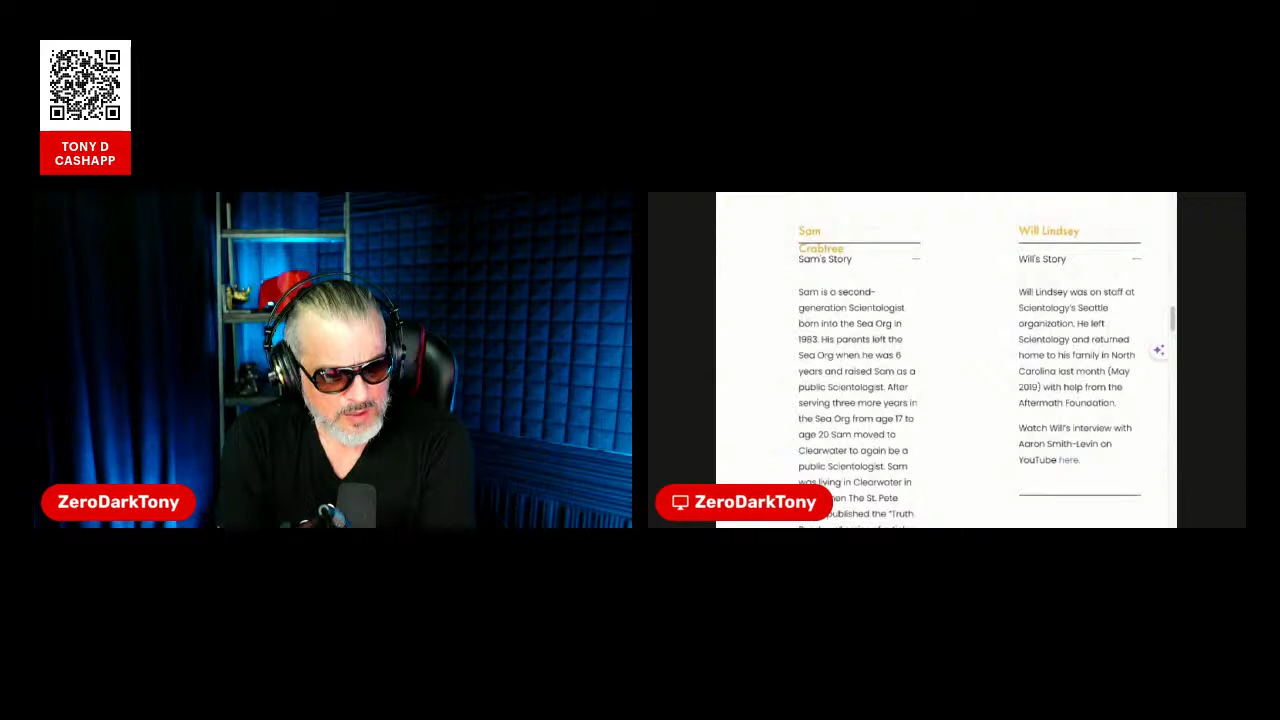 TONY D
CASHAPP
ZeroDarkTony
Sam
Crabtree
Sam's Story
Sam is a second-
generation Scientologist
born into the Sea Org in
1983. His parents left the
Sea Org when he was 6
years and raised Sam as a
public Scientologist. After
serving three more years in
the Sea Org from age 17 to
age 20 Sam moved to
Clearwater to again be a
public Scientologist. Sam
was living in Clearwater in
The St. Pete
published the "Truth
Will Lindsey
Will's Story
Will Lindsey was on staff at
Scientology's Seattle
organization. He left
Scientology and returned
home to his family in North
Carolina last month (May
2019) with help from the
Aftermath Foundation.
Watch Will's interview with
Aaron Smith-Levin on
YouTube here.
ZeroDarkTony